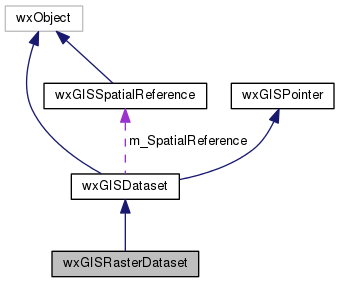 wxObject
wxGISSpatialReference
wxGISPointer
m_SpatialReference
wxGISDataset
wxGISRasterDataset